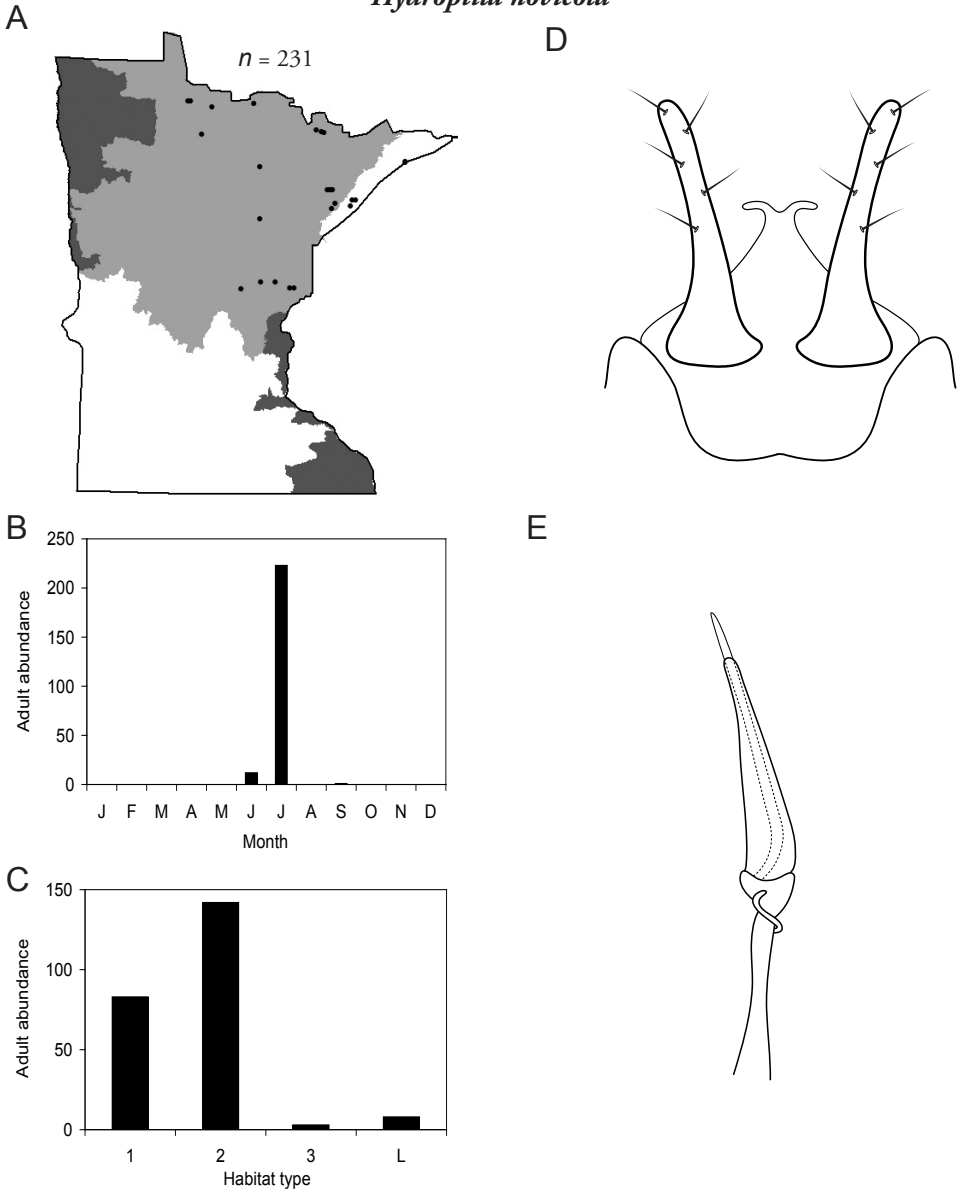 Hydroptila novicola
A
n = 231
D
B
250
200
150
100
50
0
Adult abundance
J F M A M J J A S O N D
Month
E
C
150
100
50
0
Adult abundance
1 2 3 L
Habitat type